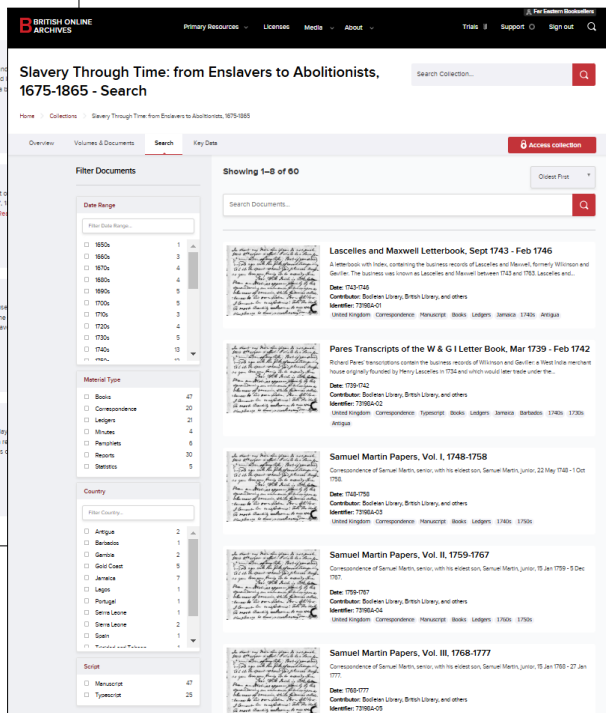 Far Eastern Booksellers
BRITISH ONLINE
ARCHIVES
Primary Resources
Licenses
Media
About
Trials
Support
Sign out
Slavery Through Time: from Enslavers to Abolitionists,
1675-1865 - Search
Search Collection...
Home
Collections
Slavery Through Time: from Enslavers to Abolitionists, 1675-1865
Overview
Volumes & Documents
Search
Key Data
Access collection
Filter Documents
Date Range
Filter Date Range...
1650s 1
1660s 3
1670s 4
1680s 4
1690s 5
1700s 5
1710s 3
1720s 4
1730s 5
1740s 13
Material Type
Books 47
Correspondence 20
Ledgers 21
Minutes 4
Pamphlets 6
Reports 30
Statistics 5
Country
Filter Country...
Antigua 2
Barbados 1
Gambia 2
Gold Coast 5
Jamaica 7
Lagos 1
Portugal 1
Serra Leone 1
Sierra Leone 2
Spain 1
Trinidad and Tobago 1
Script
Manuscript 47
Typescript 25
Showing 1–8 of 60
Oldest First
Search Documents...
Lascelles and Maxwell Letterbook, Sept 1743 - Feb 1746
A letterbook with Index, containing the business records of Lascelles and Maxwell, formerly Wilkinson and
Gaviller. The business was known as Lascelles and Maxwell between 1743 and 1763. Lascelles and...
Date: 1743-1746
Contributor: Bodleian Library, British Library, and others
Identifier: 73198A-01
United Kingdom Correspondence Manuscript Books Ledgers Jamaica 1740s Antigua
Pares Transcripts of the W & G I Letter Book, Mar 1739 - Feb 1742
Richard Pares' transcriptions contain the business records of Wilkinson and Gaviller; a West India merchant
house originally founded by Henry Lascelles in 1734 and which would later trade under the...
Date: 1739-1742
Contributor: Bodleian Library, British Library, and others
Identifier: 73198A-02
United Kingdom Correspondence Typescript Books Ledgers Jamaica Barbados 1740s 1730s
Antigua
Samuel Martin Papers, Vol. I, 1748-1758
Correspondence of Samuel Martin, senior, with his eldest son, Samuel Martin, junior, 22 May 1748 - 1 Oct
1758.
Date: 1748-1758
Contributor: Bodleian Library, British Library, and others
Identifier: 73198A-03
United Kingdom Correspondence Manuscript Books Ledgers 1740s 1750s
Samuel Martin Papers, Vol. II, 1759-1767
Correspondence of Samuel Martin, senior, with his eldest son, Samuel Martin, junior, 15 Jan 1759 - 5 Dec
1767.
Date: 1759-1767
Contributor: Bodleian Library, British Library, and others
Identifier: 73198A-04
United Kingdom Correspondence Manuscript Books Ledgers 1760s 1750s
Samuel Martin Papers, Vol. III, 1768-1777
Correspondence of Samuel Martin, senior, with his eldest son, Samuel Martin, junior, 15 Jan 1768 - 27 Jan
1777.
Date: 1768-1777
Contributor: Bodleian Library, British Library, and others
Identifier: 73198A-05